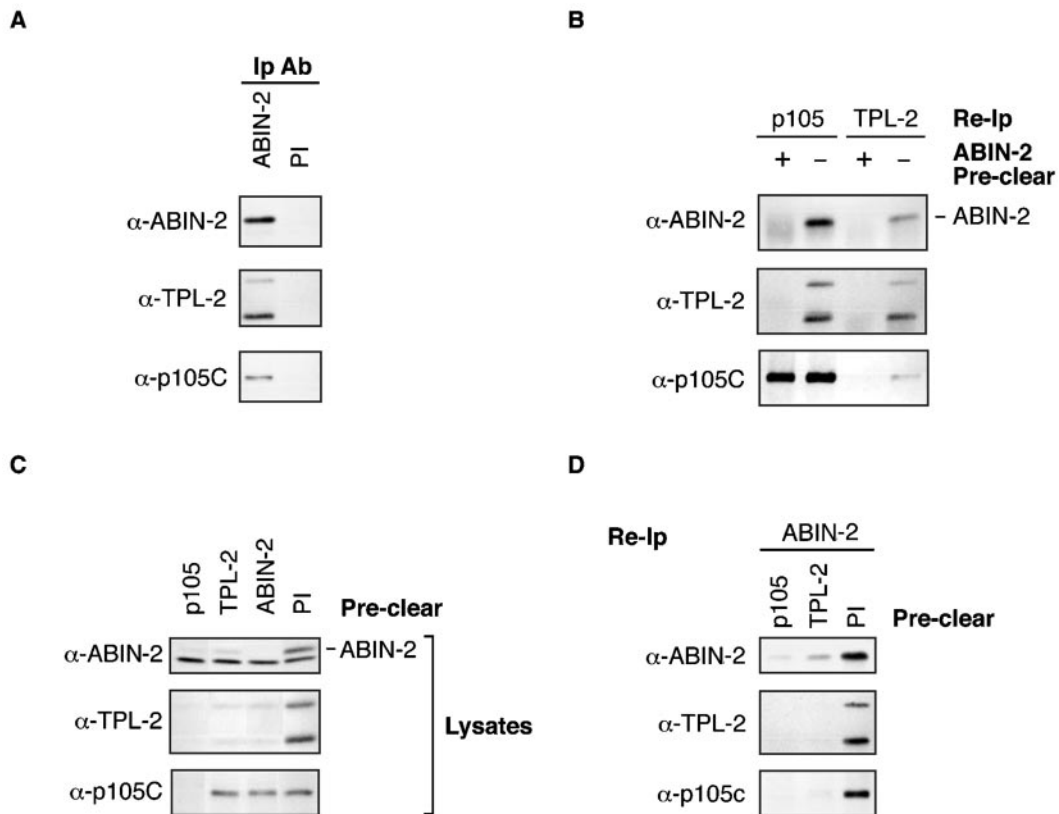 A
Ip Ab
ABIN-2
PI
α-ABIN-2
α-TPL-2
α-p105C
B
p105 TPL-2 Re-Ip
+ – + – ABIN-2
Pre-clear
α-ABIN-2 – ABIN-2
α-TPL-2
α-p105C
C
p105
TPL-2
ABIN-2
PI
Pre-clear
α-ABIN-2 – ABIN-2
α-TPL-2
Lysates
α-p105C
D
Re-Ip ABIN-2
p105
TPL-2
PI
Pre-clear
α-ABIN-2
α-TPL-2
α-p105c